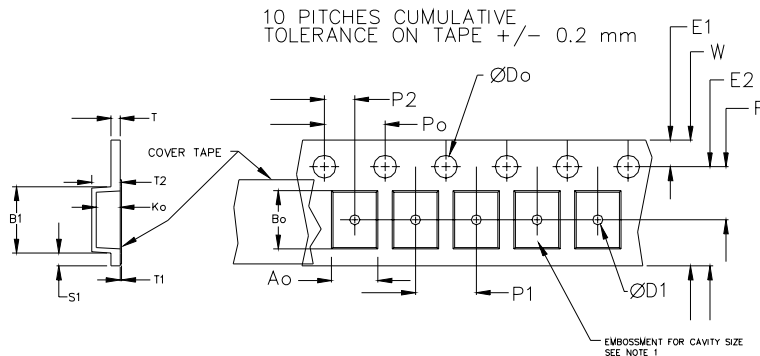 10 PITCHES CUMULATIVE
TOLERANCE ON TAPE +/- 0.2 mm
E1
W
ØDo
E2
P2
F
Po
T
COVER TAPE
T2
B1
Ko
Bo
S1
T1
Ao
P1
ØD1
EMBOSSMENT FOR CAVITY SIZE
SEE NOTE 1